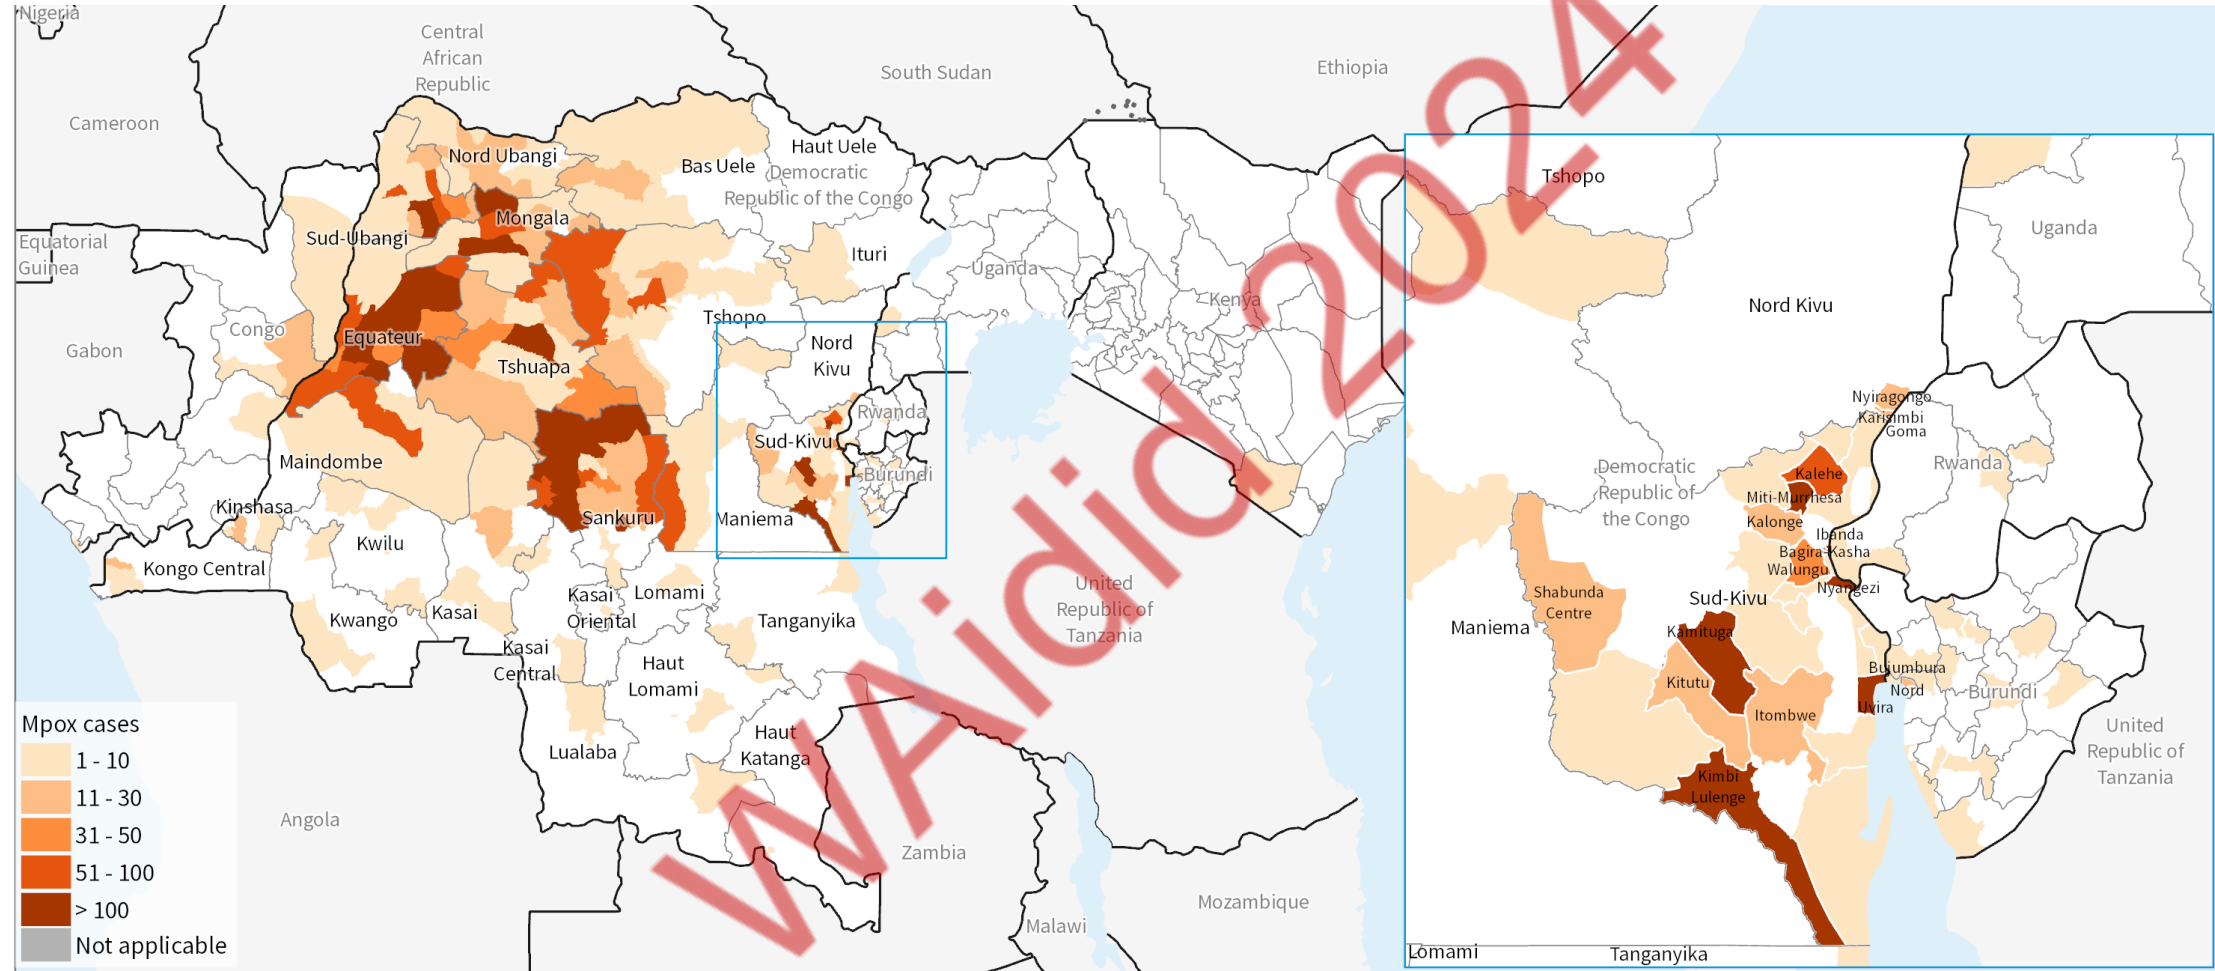 Nigeria
Central
African
Republic
South Sudan
Ethiopia
Cameroon
Nord Ubangi
Bas Uele
Haut Uele
Democratic
Republic of the Congo
Mongala
Sud-Ubangi
Equatorial
Guinea
Ituri
Uganda
Kenya
Congo
Gabon
Equateur
Tshuapa
Tshopo
Nord
Kivu
Rwanda
Sud-Kivu
Burundi
Maindombe
Kinshasa
Sankuru
Maniema
Kwilu
Kongo Central
Kasai
Oriental
Lomami
Kwango
Kasai
Tanganyika
United
Republic of
Tanzania
Kasai
Central
Haut
Lomami
Lualaba
Haut
Katanga
Angola
Zambia
Malawi
Mozambique
Mpox cases
1 - 10
11 - 30
31 - 50
51 - 100
> 100
Not applicable
WAidid 2024
Tshopo
Uganda
Nord Kivu
Nyiragongo
Karisimbi
Goma
Democratic
Republic of
the Congo
Rwanda
Kalehe
Miti-Murrhesa
Kalonge
Ibanda
Bagira-Kasha
Walungu
Nyangezi
Shabunda
Centre
Sud-Kivu
Maniema
Kamituga
Kitutu
Itombwe
Bujumbura
Nord
Burundi
Uvira
Kimbi
Lulenge
United
Republic of
Tanzania
Lomami
Tanganyika